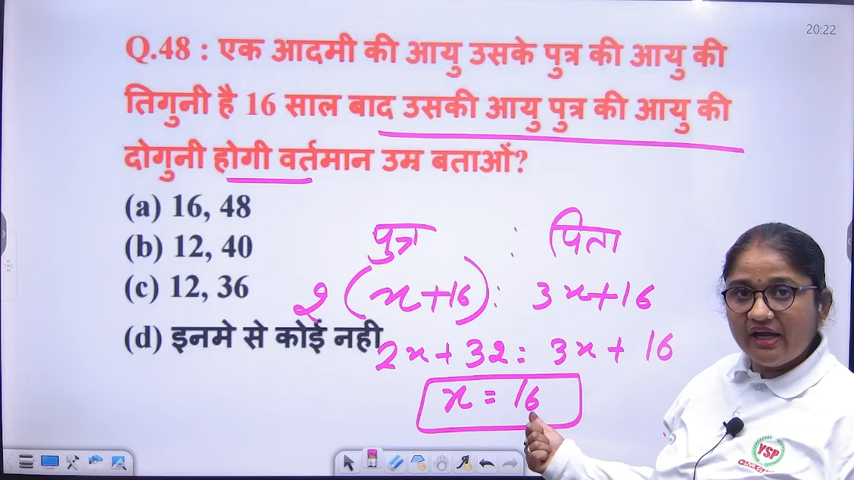 20:22
Q.48 : एक आदमी की आयु उसके पुत्र की आयु की
तिगुनी है 16 साल बाद उसकी आयु पुत्र की आयु की
दोगुनी होगी वर्तमान उम्र बताओं?
(a) 16, 48
(b) 12, 40
(c) 12, 36
(d) इनमे से कोई नही
पुत्र : पिता
2 (x+16) : 3x+16
2x+32 : 3x+16
x = 16
YSP